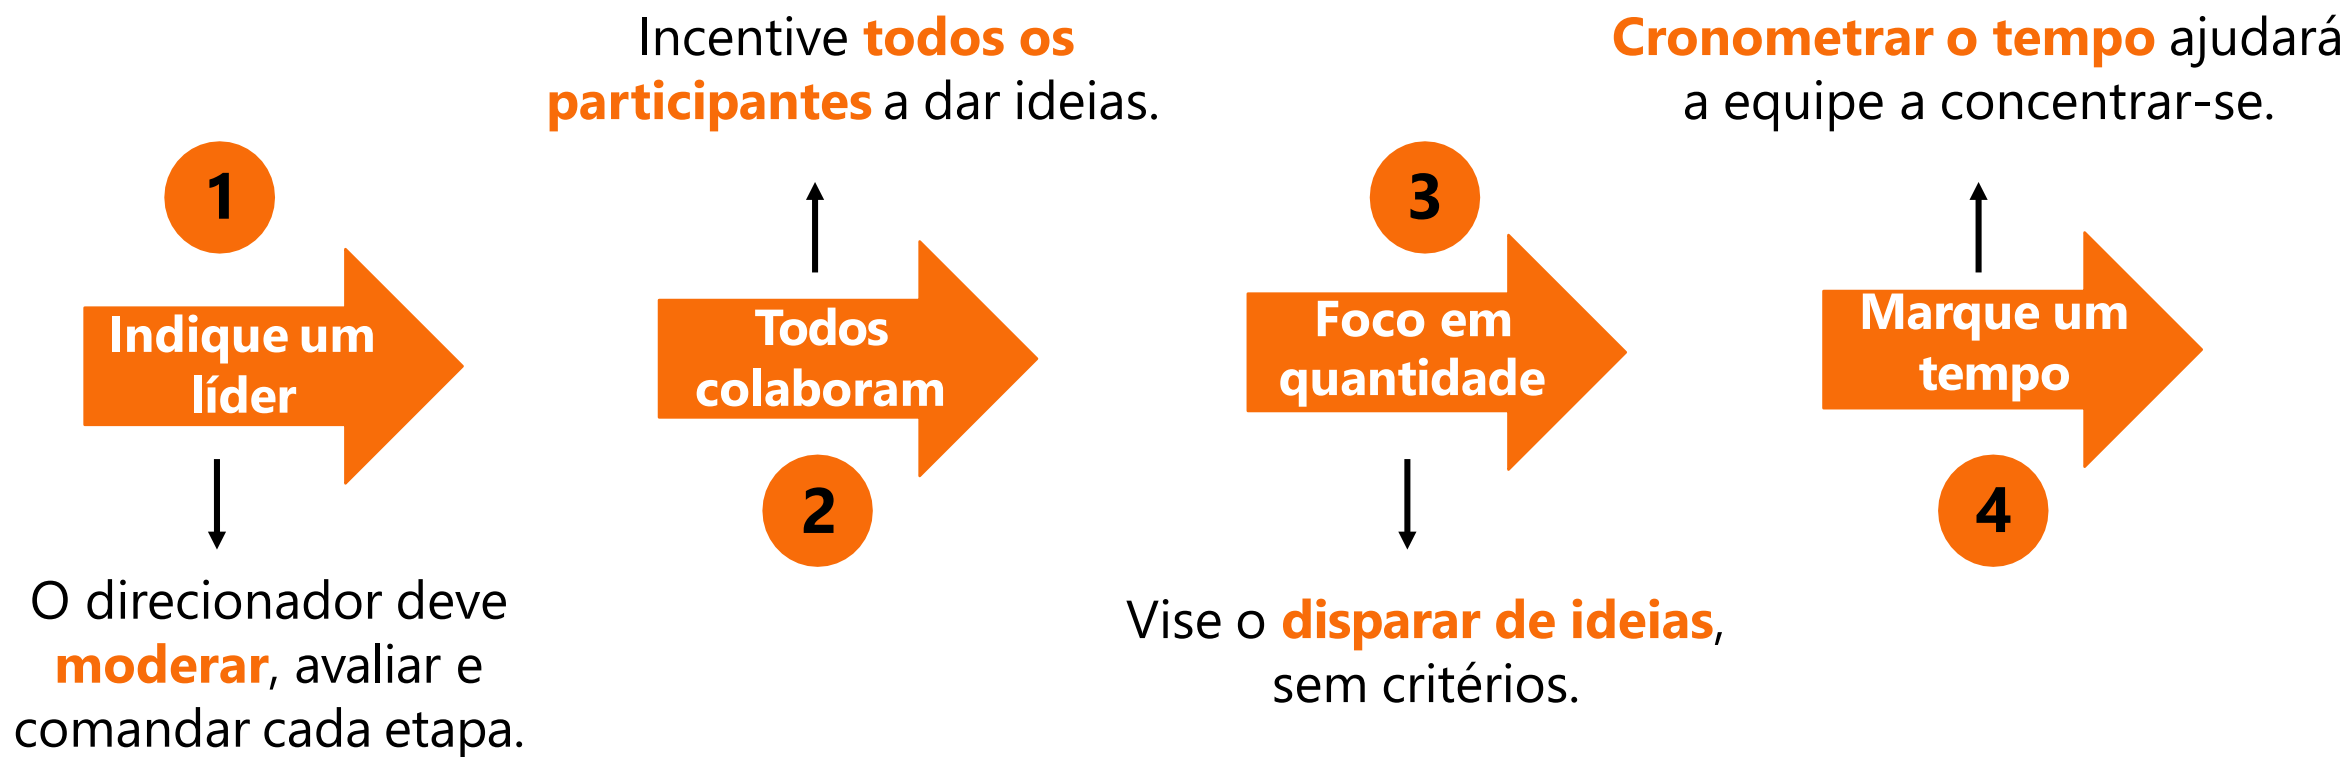 1
Indique um
líder
O direcionador deve
moderar, avaliar e
comandar cada etapa.
Incentive todos os
participantes a dar ideias.
Todos
colaboram
2
3
Foco em
quantidade
Vise o disparar de ideias,
sem critérios.
Cronometrar o tempo ajudará
a equipe a concentrar-se.
Marque um
tempo
4